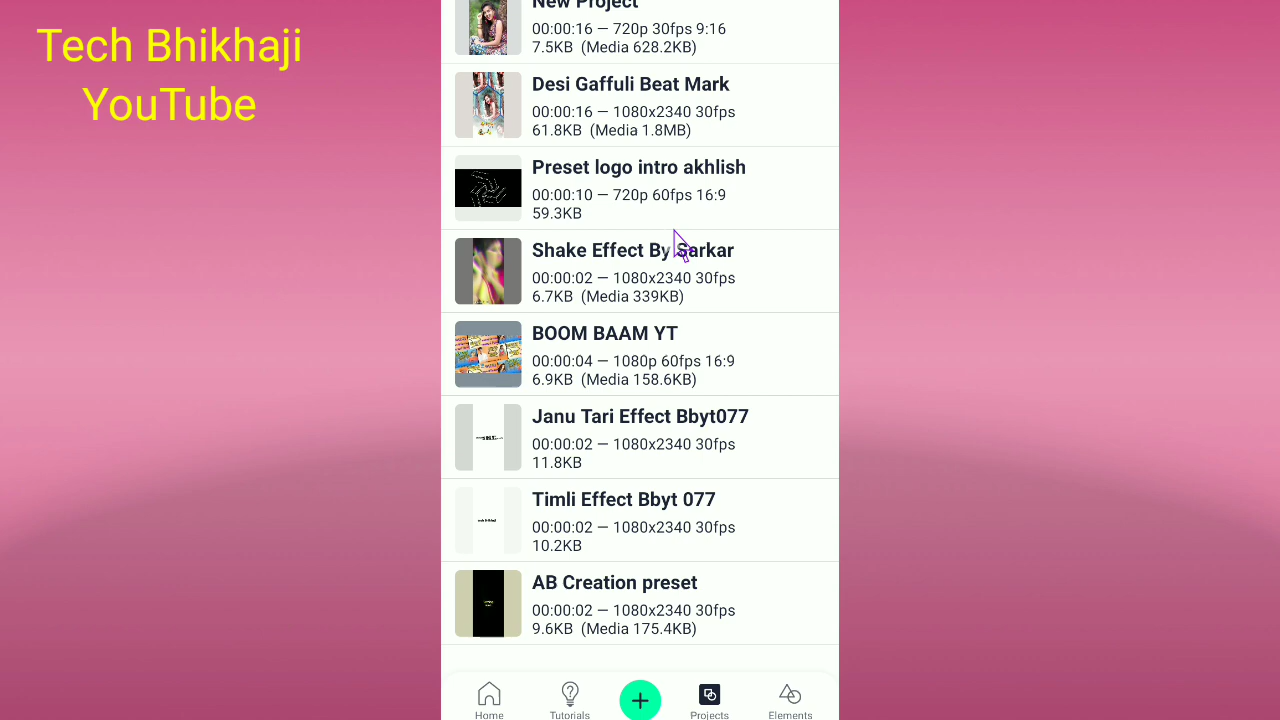 Tech Bhikhaji
YouTube
New Project
00:00:16 — 720p 30fps 9:16
7.5KB (Media 628.2KB)
Desi Gaffuli Beat Mark
00:00:16 — 1080x2340 30fps
61.8KB (Media 1.8MB)
Preset logo intro akhlish
00:00:10 — 720p 60fps 16:9
59.3KB
Shake Effect By Sarkar
00:00:02 — 1080x2340 30fps
6.7KB (Media 339KB)
BOOM BAAM YT
00:00:04 — 1080p 60fps 16:9
6.9KB (Media 158.6KB)
Janu Tari Effect Bbyt077
00:00:02 — 1080x2340 30fps
11.8KB
Timli Effect Bbyt 077
00:00:02 — 1080x2340 30fps
10.2KB
AB Creation preset
00:00:02 — 1080x2340 30fps
9.6KB (Media 175.4KB)
Home
Tutorials
Projects
Elements